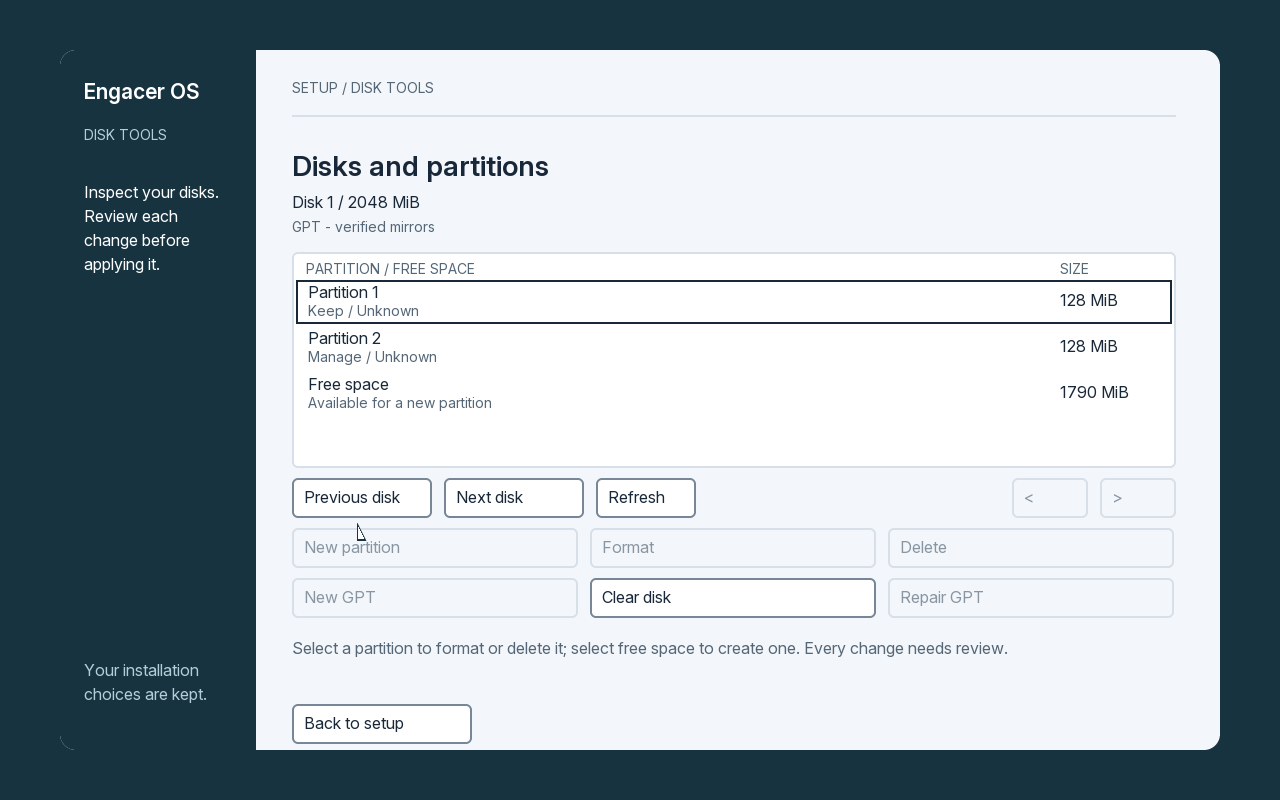 Engacer OS
DISK TOOLS
Inspect your disks.
Review each
change before
applying it.
Your installation
choices are kept.
SETUP / DISK TOOLS
Disks and partitions
Disk 1 / 2048 MiB
GPT - verified mirrors
PARTITION / FREE SPACE SIZE
Partition 1
Keep / Unknown 128 MiB
Partition 2
Manage / Unknown 128 MiB
Free space
Available for a new partition 1790 MiB
Previous disk Next disk Refresh < >
New partition Format Delete
New GPT Clear disk Repair GPT
Select a partition to format or delete it; select free space to create one. Every change needs review.
Back to setup